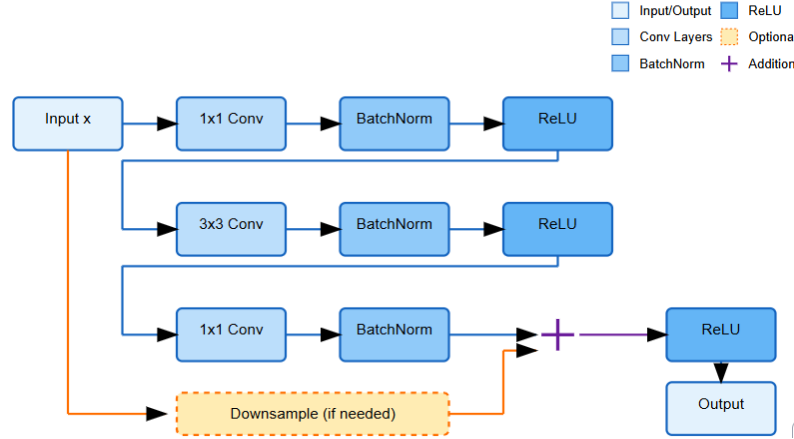 Input/Output ReLU
Conv Layers Optiona
BatchNorm Addition
Input x 1x1 Conv BatchNorm ReLU
3x3 Conv BatchNorm ReLU
1x1 Conv BatchNorm ReLU
Downsample (if needed) Output